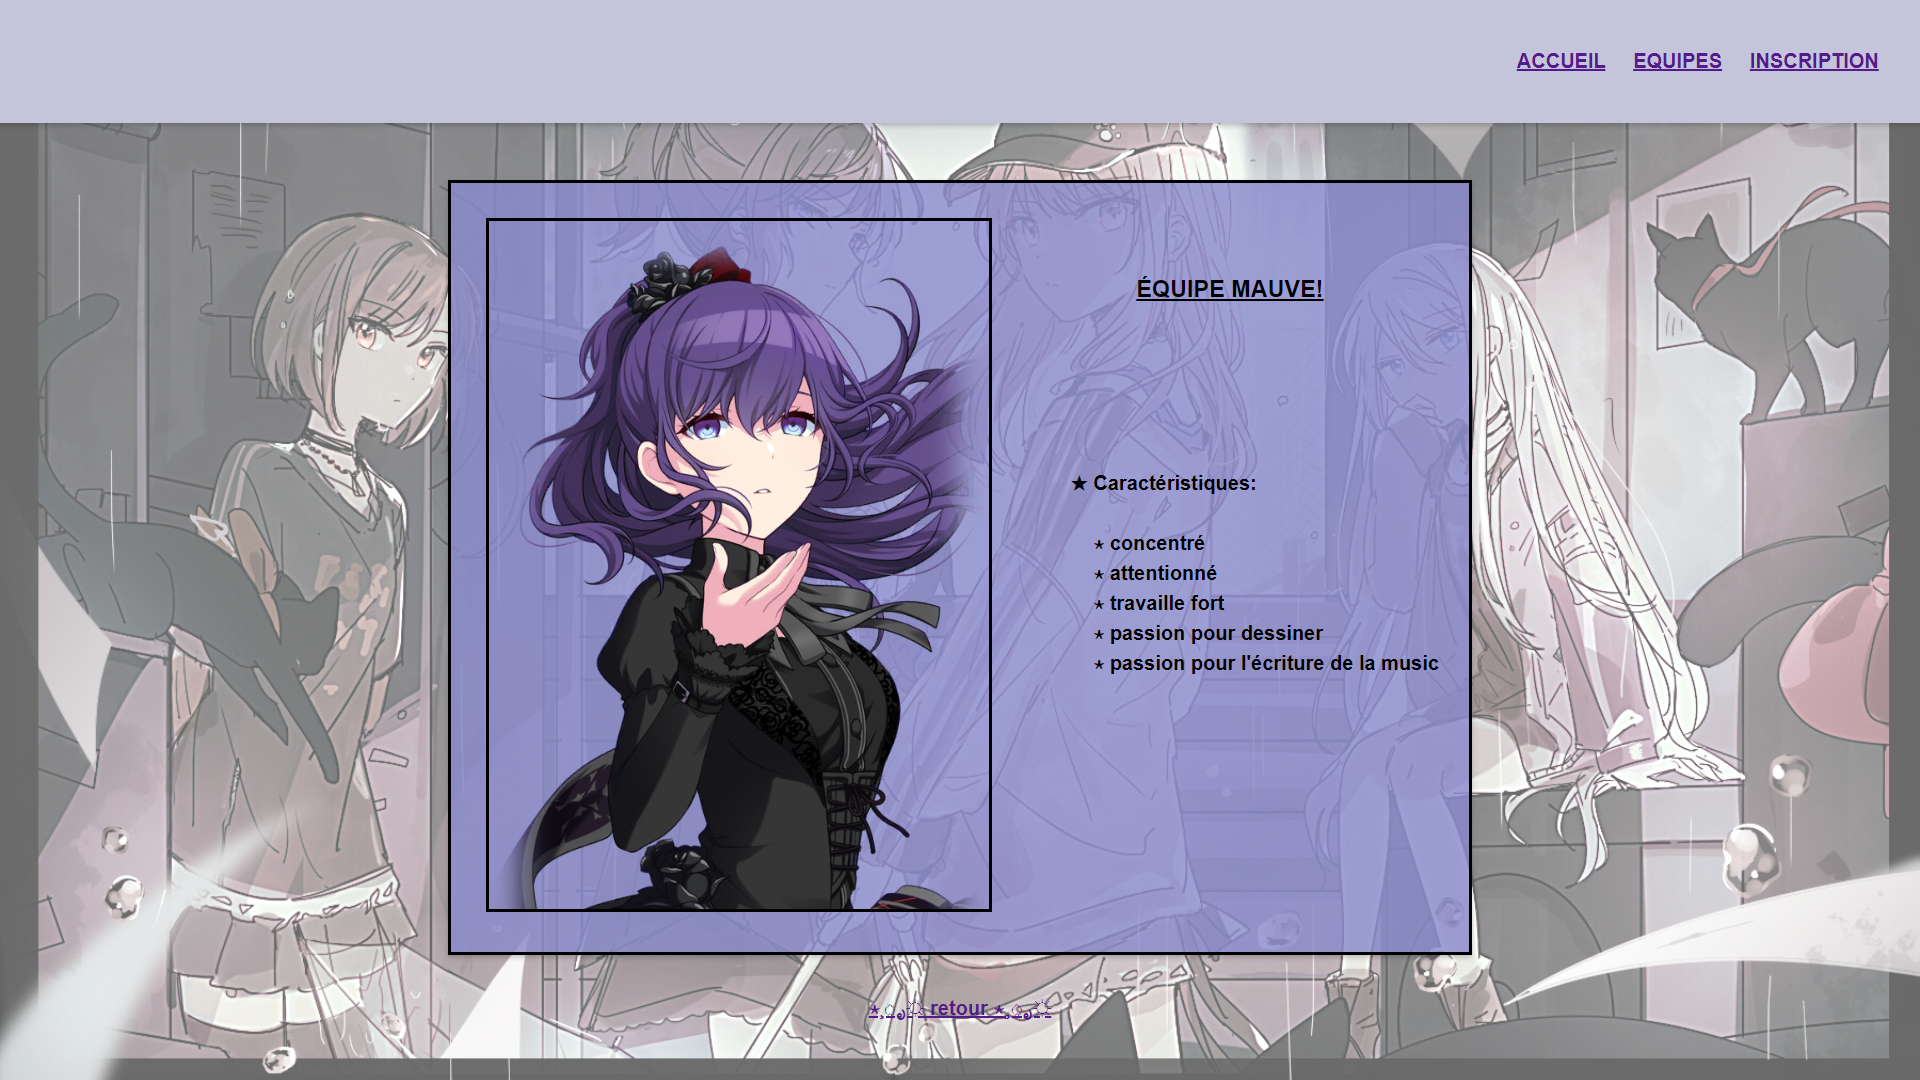 ACCUEIL EQUIPES INSCRIPTION
ÉQUIPE MAUVE!
★ Caractéristiques:
⋆ concentré
⋆ attentionné
⋆ travaille fort
⋆ passion pour dessiner
⋆ passion pour l'écriture de la music
retour